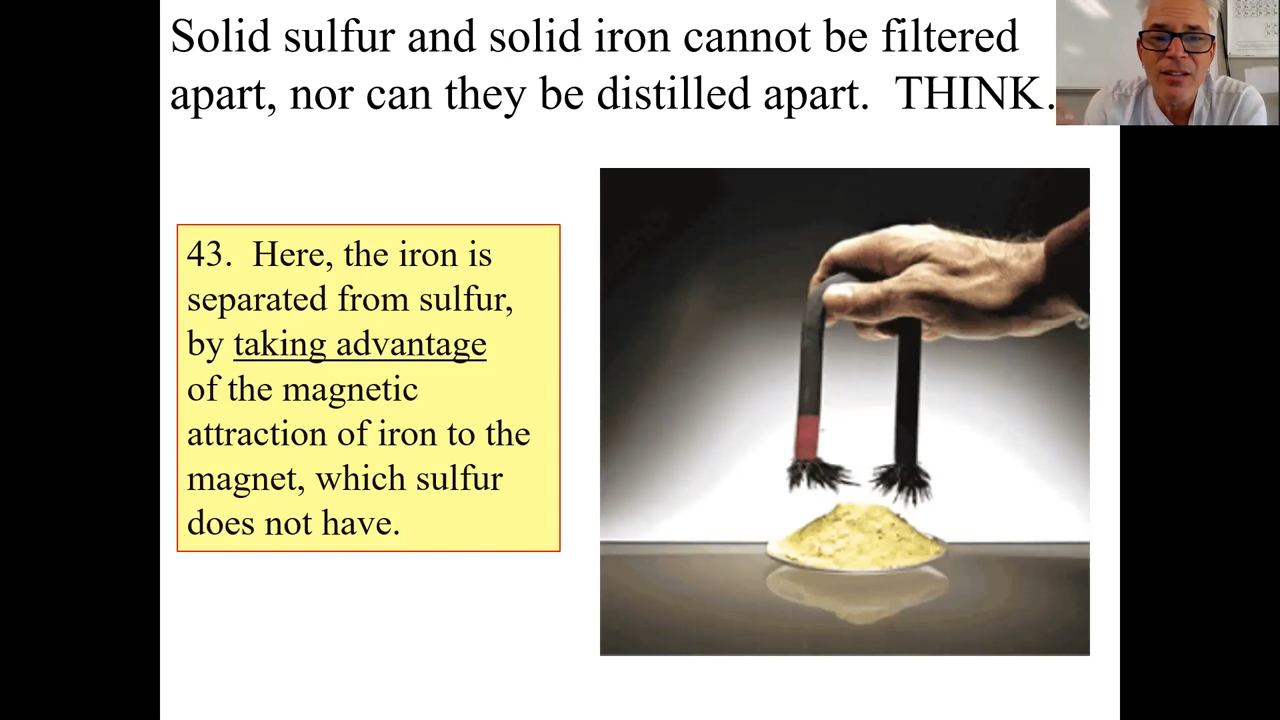 Solid sulfur and solid iron cannot be filtered
apart, nor can they be distilled apart.  THINK.
43.  Here, the iron is
separated from sulfur,
by taking advantage
of the magnetic
attraction of iron to the
magnet, which sulfur
does not have.